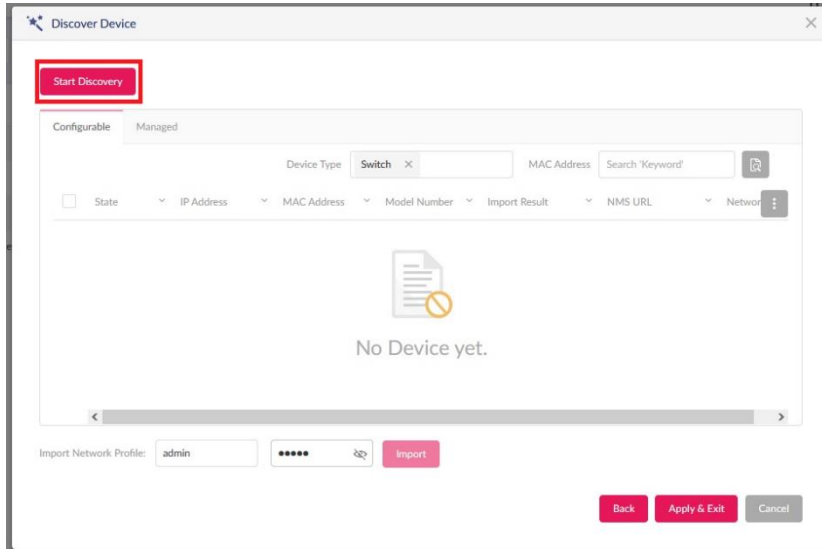 Discover Device
Start Discovery
Configurable Managed
Device Type Switch MAC Address Search 'Keyword'
State IP Address MAC Address Model Number Import Result NMS URL Networ
No Device yet.
Import Network Profile: admin ••••• Import
Back Apply & Exit Cancel